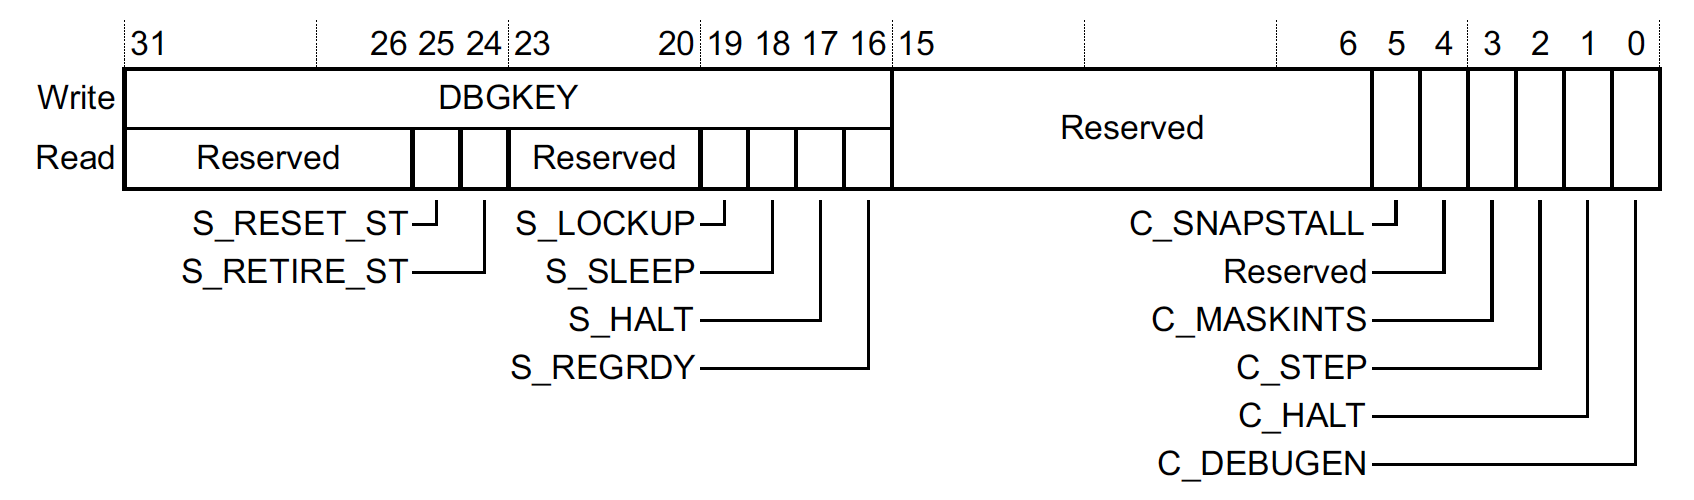 31 26 25 24 23 20 19 18 17 16 15 6 5 4 3 2 1 0
Write DBGKEY
Reserved
Read Reserved Reserved
S_RESET_ST S_LOCKUP C_SNAPSTALL
S_RETIRE_ST S_SLEEP Reserved
S_HALT C_MASKINTS
S_REGRDY C_STEP
C_HALT
C_DEBUGEN